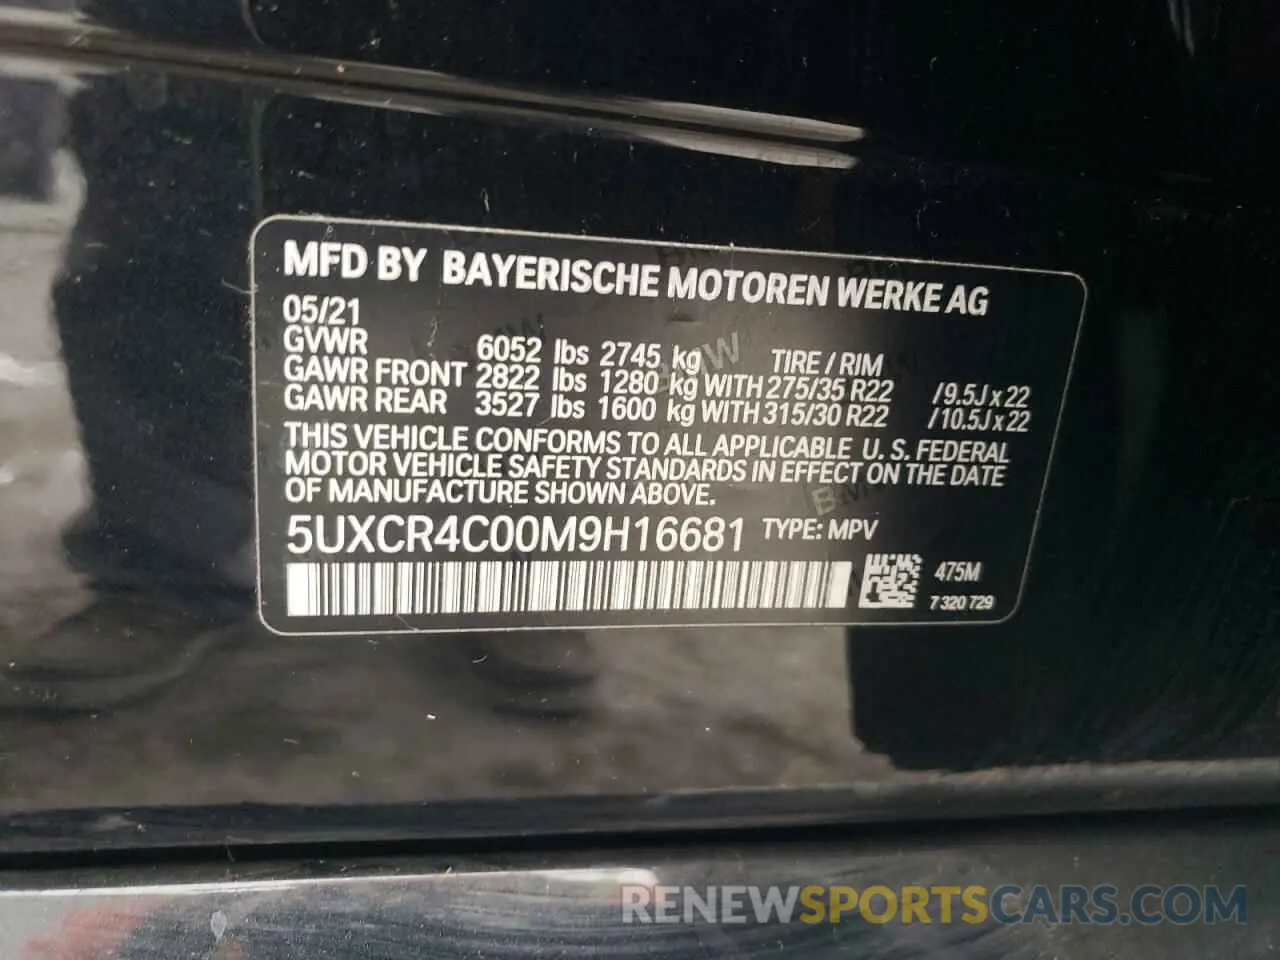 MFD BY BAYERISCHE MOTOREN WERKE AG
05/21
GVWR 6052 lbs 2745 kg TIRE / RIM
GAWR FRONT 2822 lbs 1280 kg WITH 275/35 R22 /9.5J x 22
GAWR REAR 3527 lbs 1600 kg WITH 315/30 R22 /10.5J x 22
THIS VEHICLE CONFORMS TO ALL APPLICABLE U. S. FEDERAL
MOTOR VEHICLE SAFETY STANDARDS IN EFFECT ON THE DATE
OF MANUFACTURE SHOWN ABOVE.
5UXCR4C00M9H16681 TYPE: MPV
475M
7 320 729
RENEWSPORTSCARS.COM